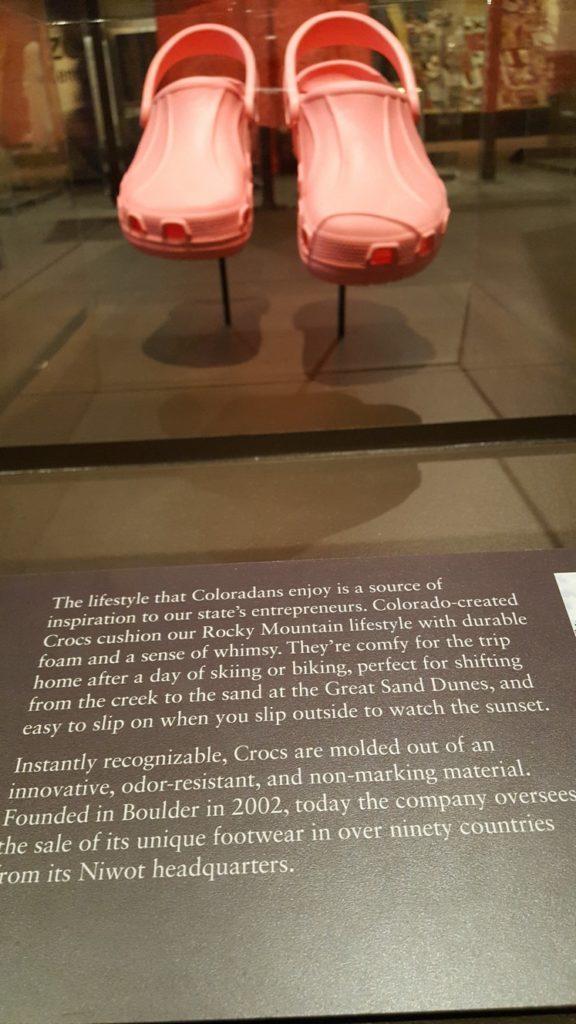 The lifestyle that Coloradans enjoy is a source of
inspiration to our state's entrepreneurs. Colorado-created
Crocs cushion our Rocky Mountain lifestyle with durable
foam and a sense of whimsy. They're comfy for the trip
home after a day of skiing or biking, perfect for shifting
from the creek to the sand at the Great Sand Dunes, and
easy to slip on when you slip outside to watch the sunset.
Instantly recognizable, Crocs are molded out of an
innovative, odor-resistant, and non-marking material.
Founded in Boulder in 2002, today the company oversees
the sale of its unique footwear in over ninety countries
from its Niwot headquarters.